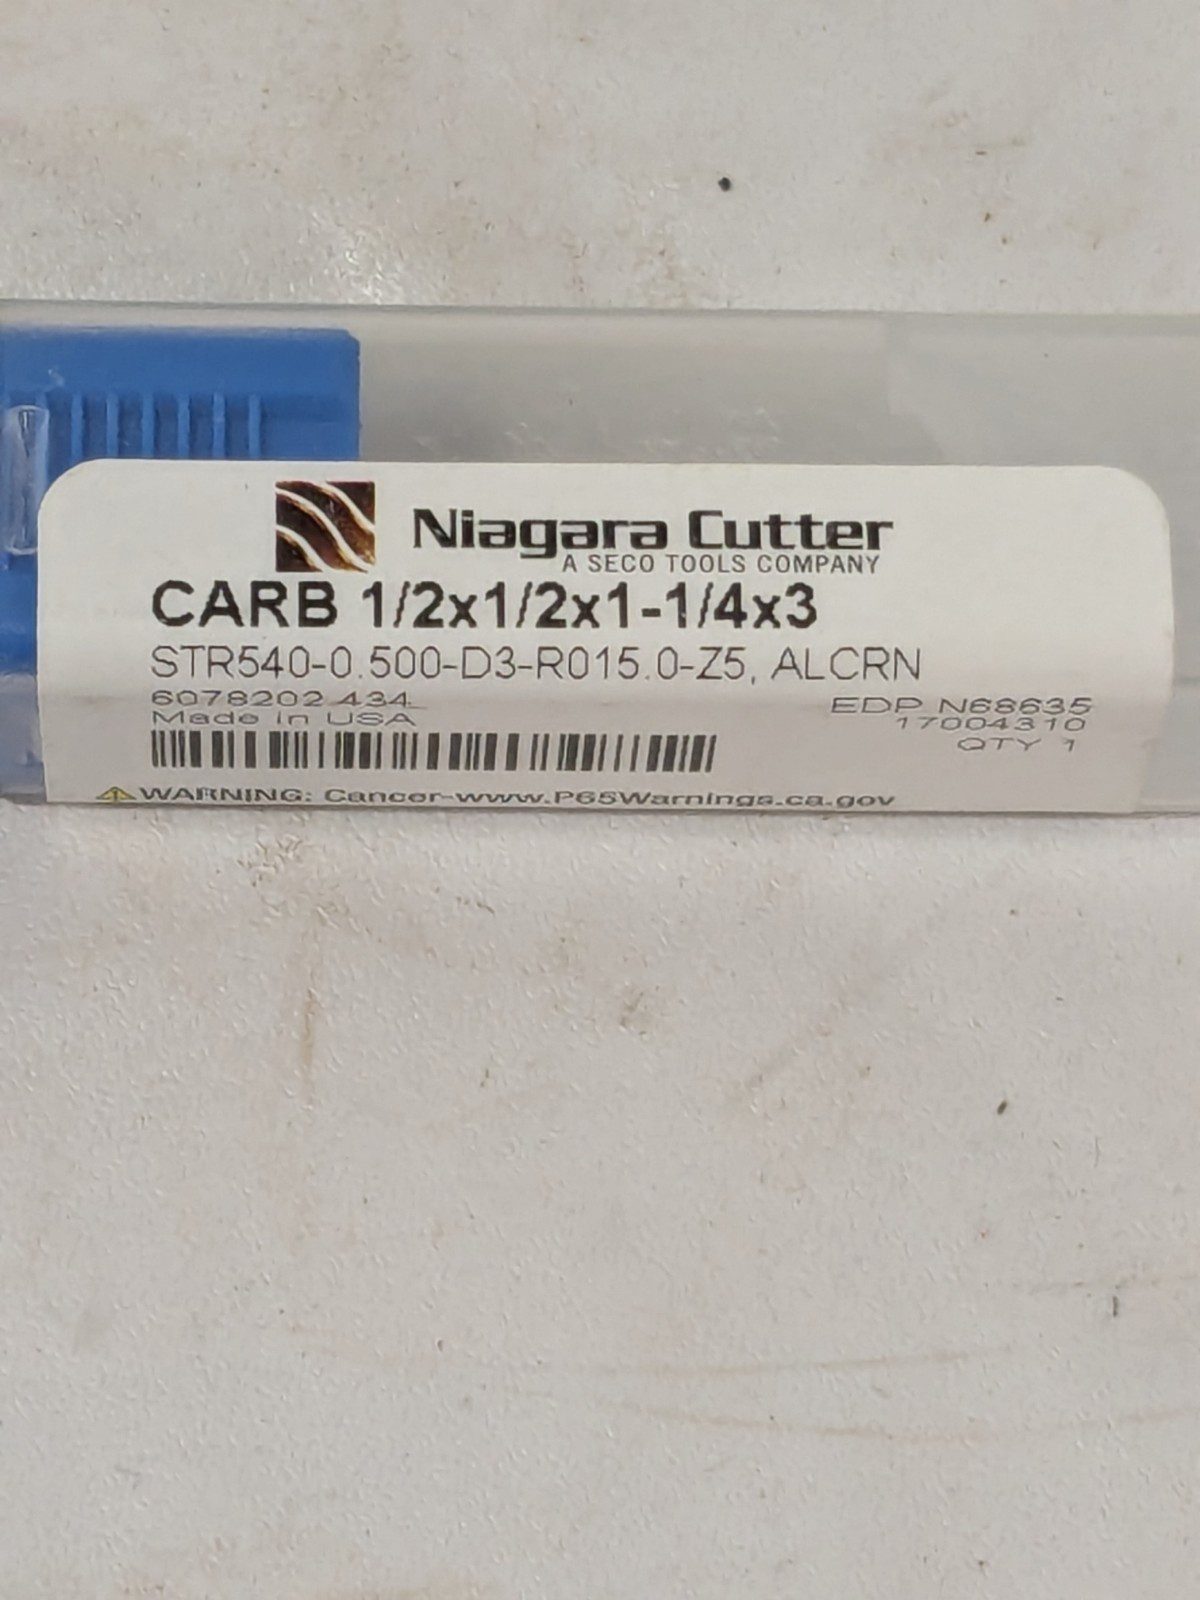 Niagara Cutter
A SECO TOOLS COMPANY
CARB 1/2x1/2x1-1/4x3
STR540-0.500-D3-R015.0-Z5, ALCRN
6078202 434
EDP N68635
Made in USA
17004310
QTY 1
WARNING: Cancer-www.P65Warnings.ca.gov